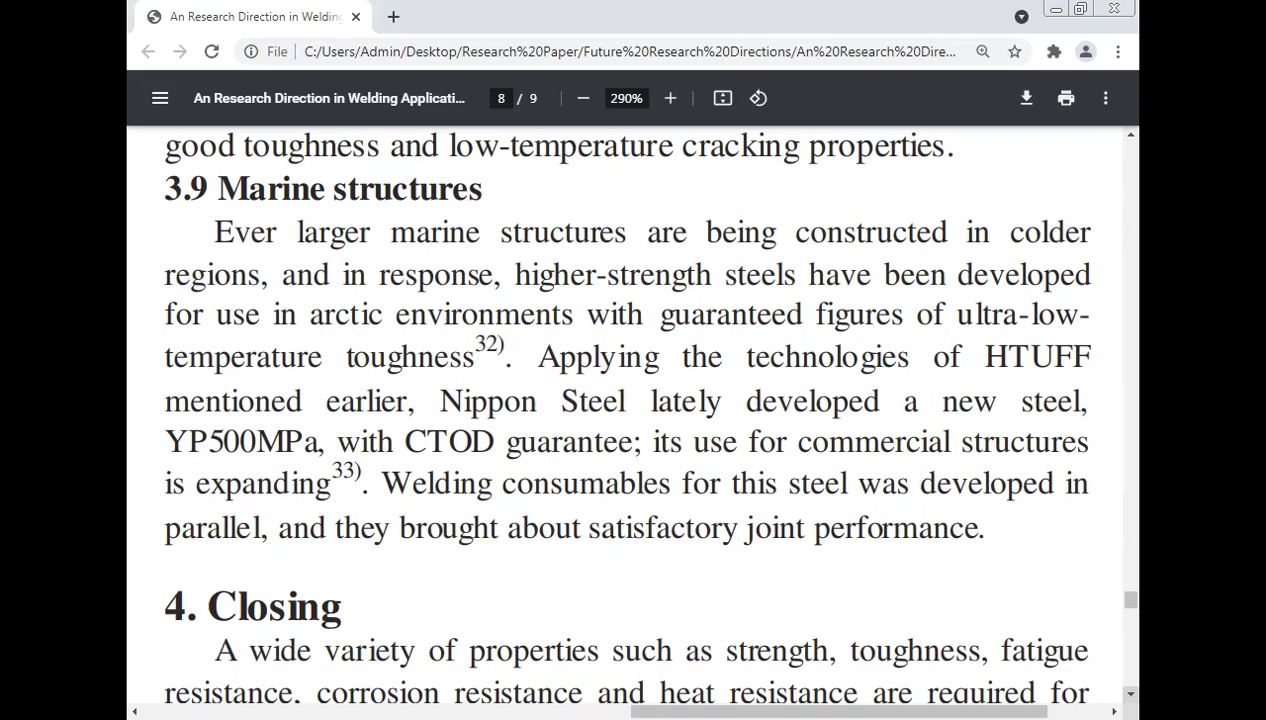 An Research Direction in Welding
File C:/Users/Admin/Desktop/Research%20Paper/Future%20Research%20Directions/An%20Research%20Dire...
An Research Direction in Welding Applicati... 8 / 9 290%
good toughness and low-temperature cracking properties.
3.9 Marine structures
Ever larger marine structures are being constructed in colder
regions, and in response, higher-strength steels have been developed
for use in arctic environments with guaranteed figures of ultra-low-
temperature toughness32). Applying the technologies of HTUFF
mentioned earlier, Nippon Steel lately developed a new steel,
YP500MPa, with CTOD guarantee; its use for commercial structures
is expanding33). Welding consumables for this steel was developed in
parallel, and they brought about satisfactory joint performance.
4. Closing
A wide variety of properties such as strength, toughness, fatigue
resistance, corrosion resistance and heat resistance are required for